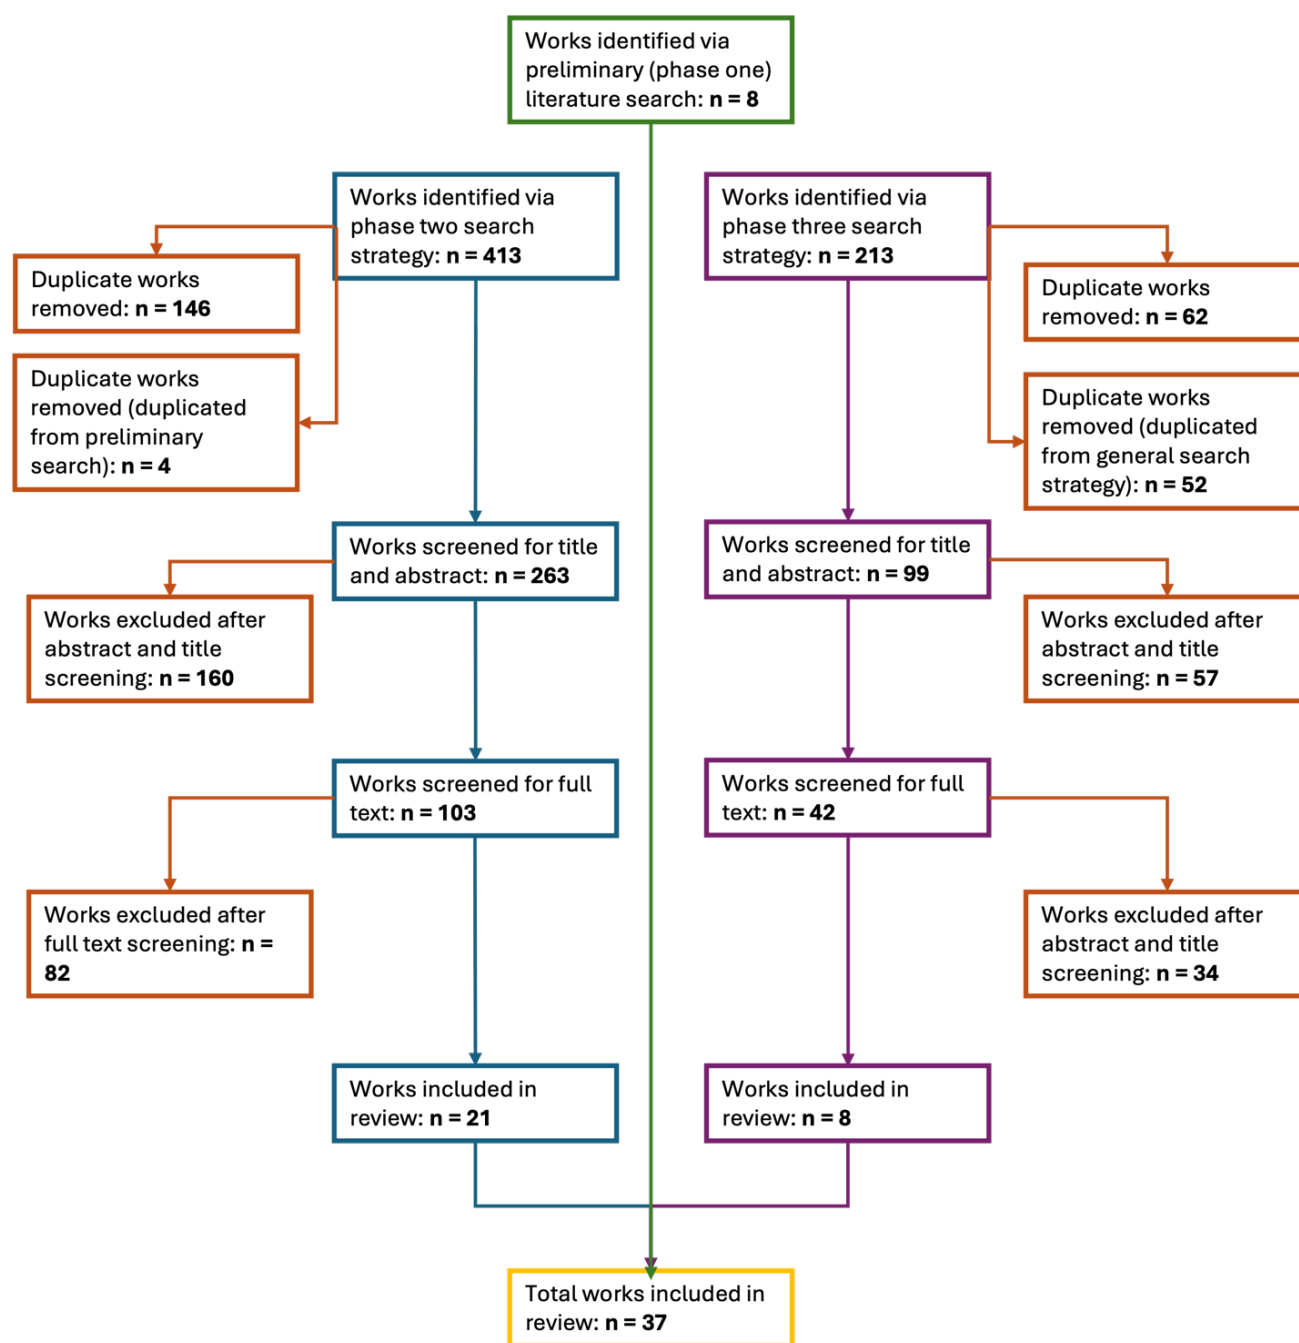 Works identified via
preliminary (phase one)
literature search: n = 8
Works identified via
phase two search
strategy: n = 413
Works identified via
phase three search
strategy: n = 213
Duplicate works
removed: n = 146
Duplicate works
removed: n = 62
Duplicate works
removed (duplicated
from preliminary
search): n = 4
Duplicate works
removed (duplicated
from general search
strategy): n = 52
Works screened for title
and abstract: n = 263
Works screened for title
and abstract: n = 99
Works excluded after
abstract and title
screening: n = 160
Works excluded after
abstract and title
screening: n = 57
Works screened for full
text: n = 103
Works screened for full
text: n = 42
Works excluded after
full text screening: n =
82
Works excluded after
abstract and title
screening: n = 34
Works included in
review: n = 21
Works included in
review: n = 8
Total works included in
review: n = 37